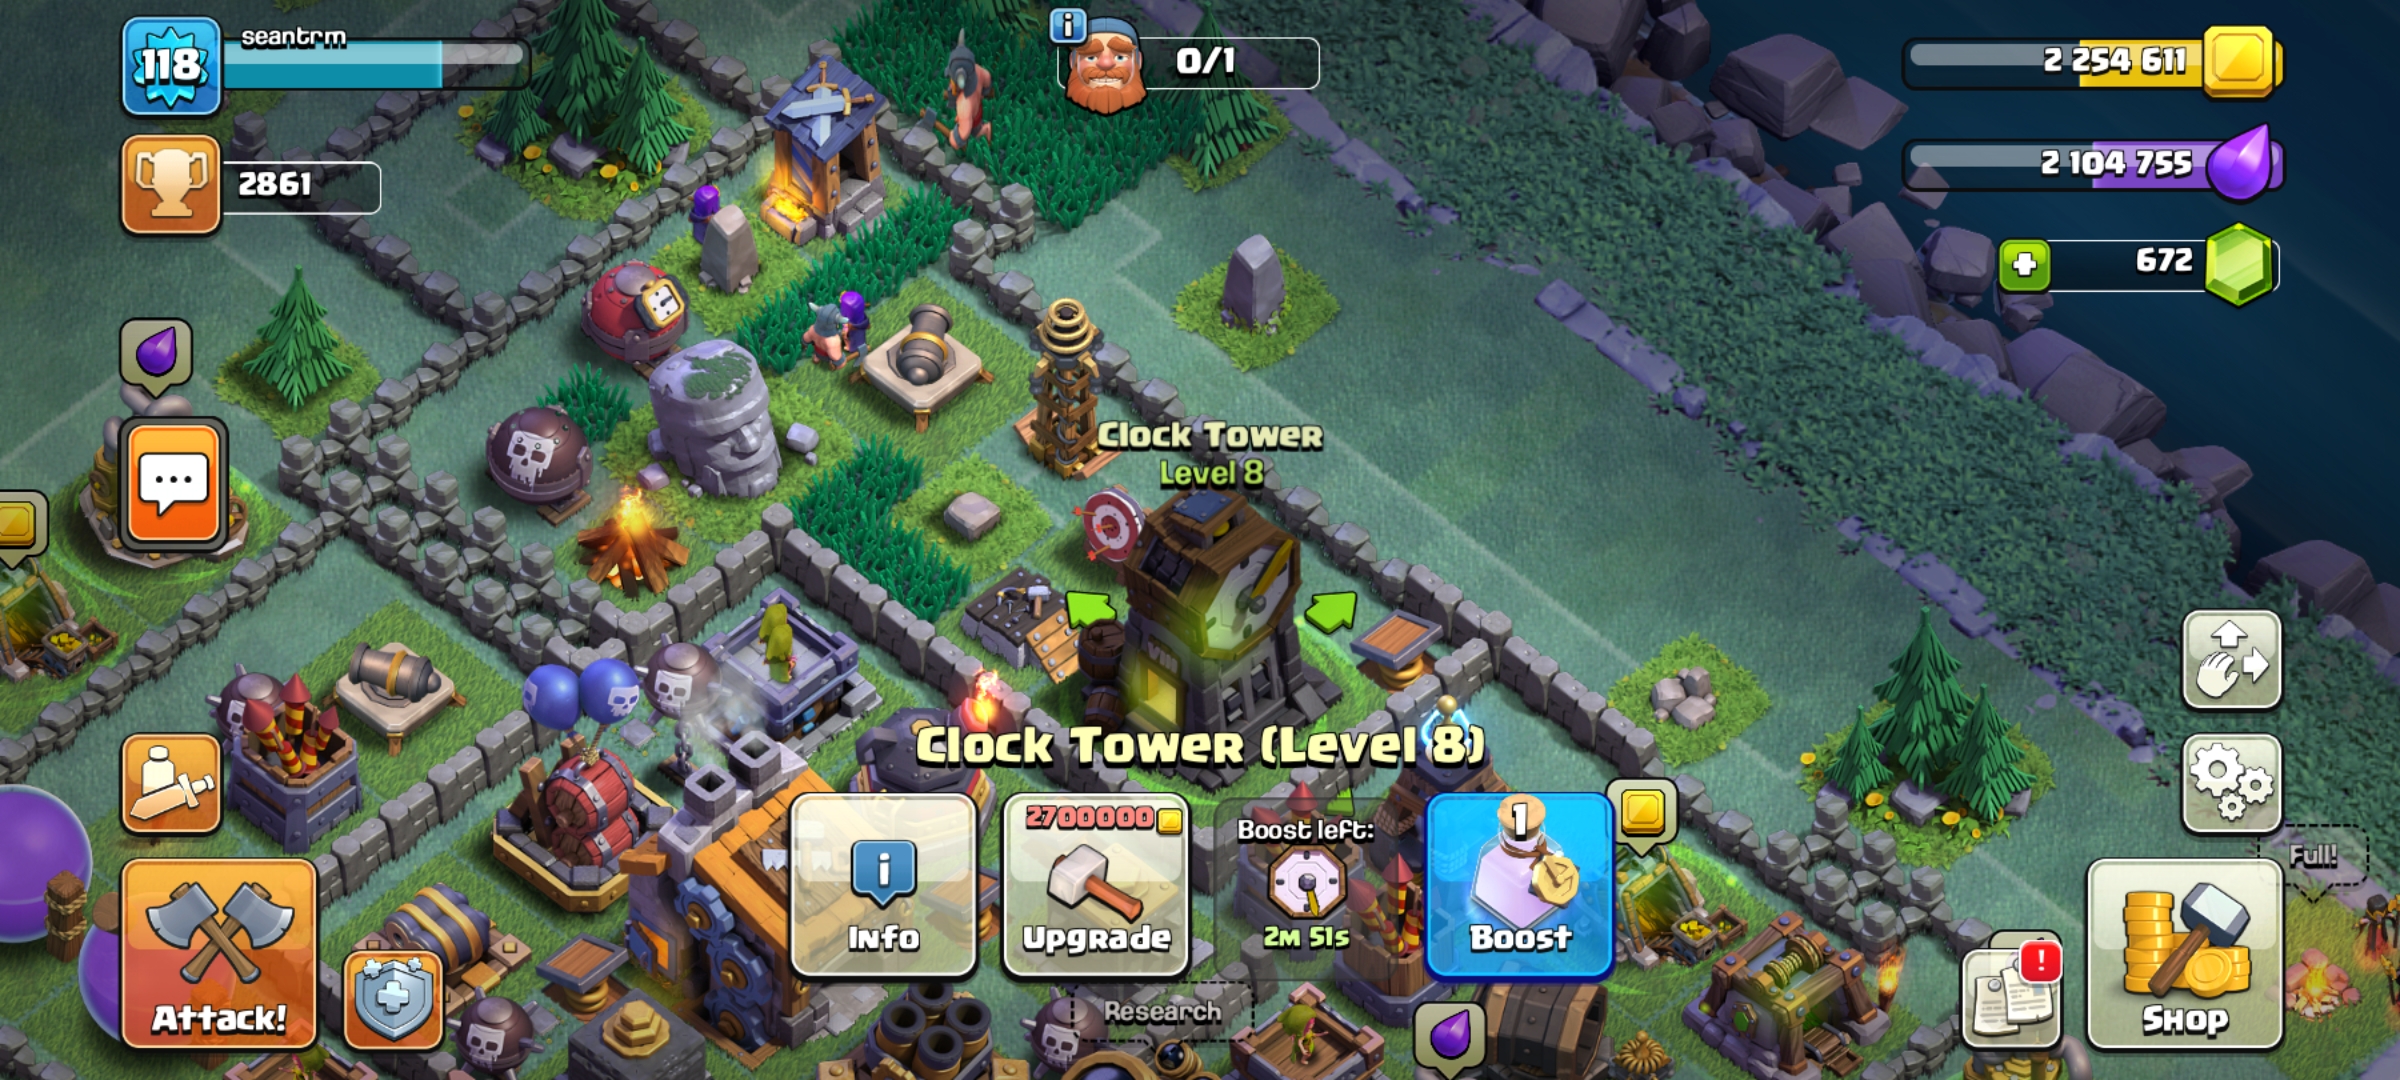 118
seantrm
0/1
2 254 611
2861
2 104 755
672
Clock Tower
Level 8
VIII
Clock Tower (Level 8)
2700000
Boost left:
1
Full!
Info
Upgrade
2M 51s
Boost
Attack!
Research
Shop